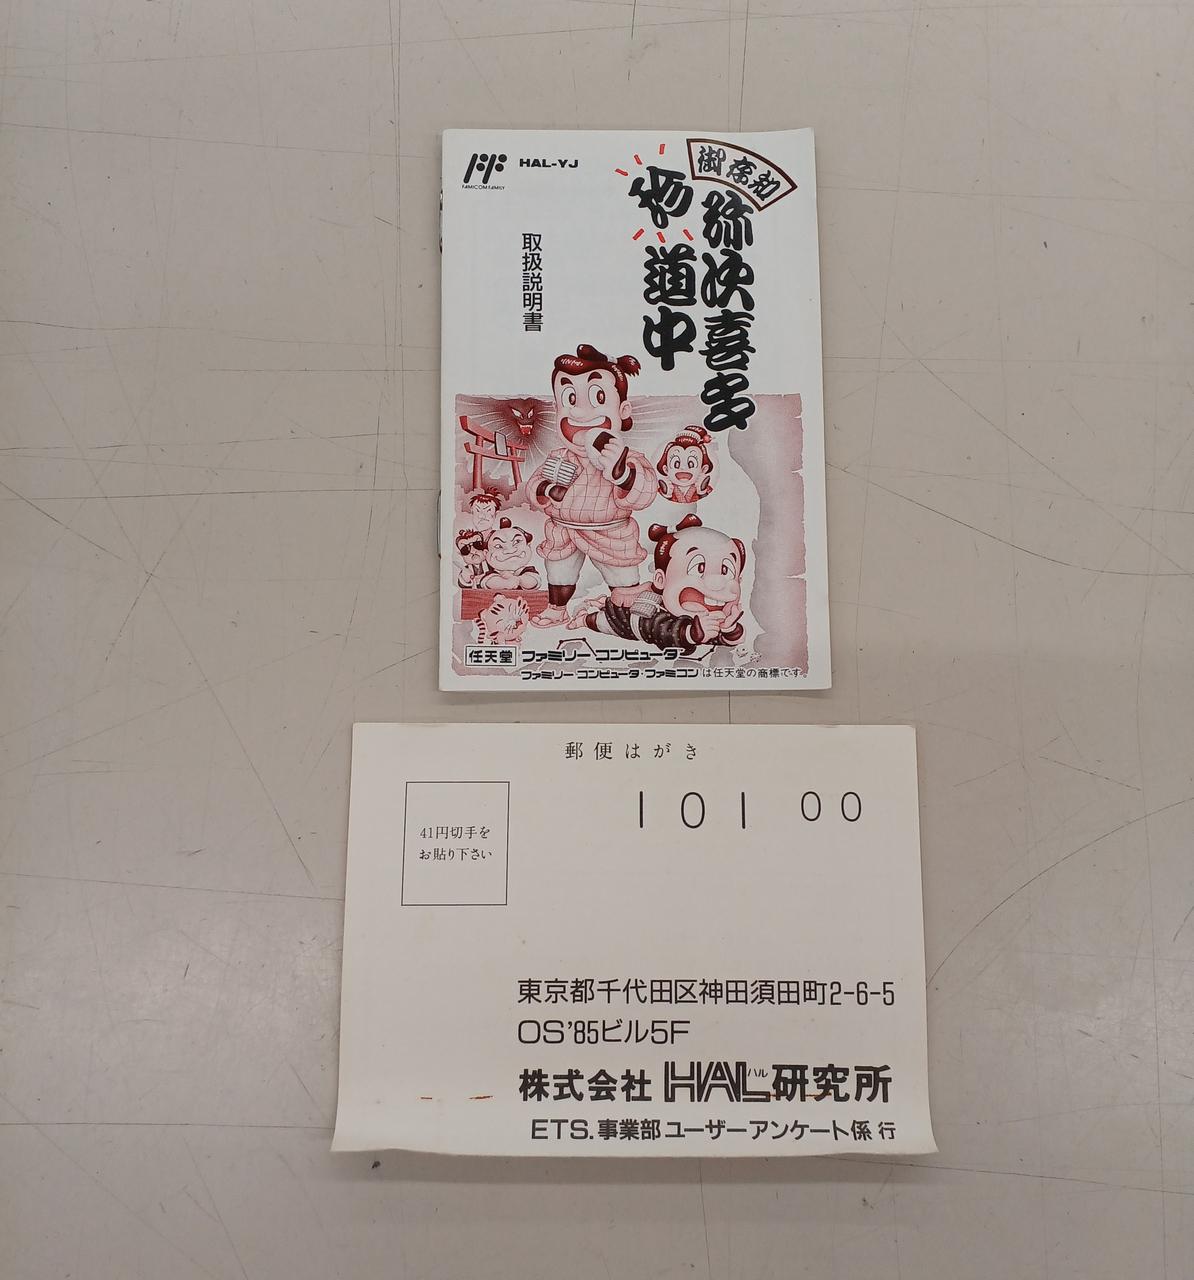 FAMICOM FAMILY
HAL-YJ
御存知
弥次喜多
珍道中
取扱説明書
任天堂 ファミリーコンピュータ
ファミリーコンピュータ・ファミコンは任天堂の商標です。
郵便はがき
41円切手を
お貼り下さい
101 00
東京都千代田区神田須田町2-6-5
OS'85ビル5F
株式会社 HAL研究所
ハル
ETS.事業部 ユーザーアンケート係 行